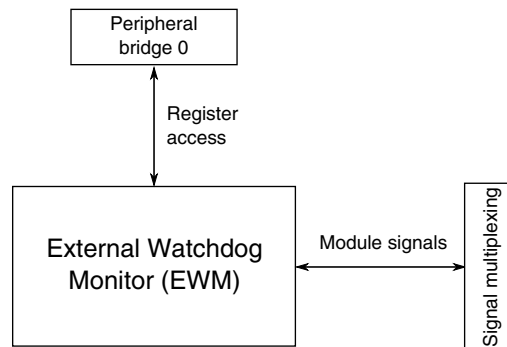 Peripheral
bridge 0
Register
access
External Watchdog
Monitor (EWM)
Module signals
Signal multiplexing